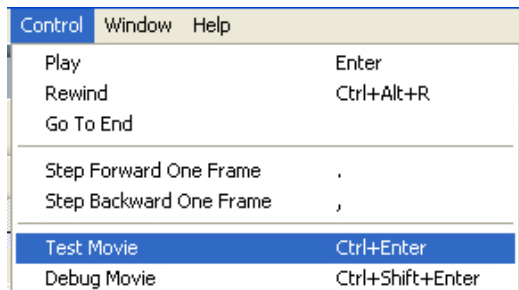 Control Window Help
Play Enter
Rewind Ctrl+Alt+R
Go To End
Step Forward One Frame .
Step Backward One Frame ,
Test Movie Ctrl+Enter
Debug Movie Ctrl+Shift+Enter